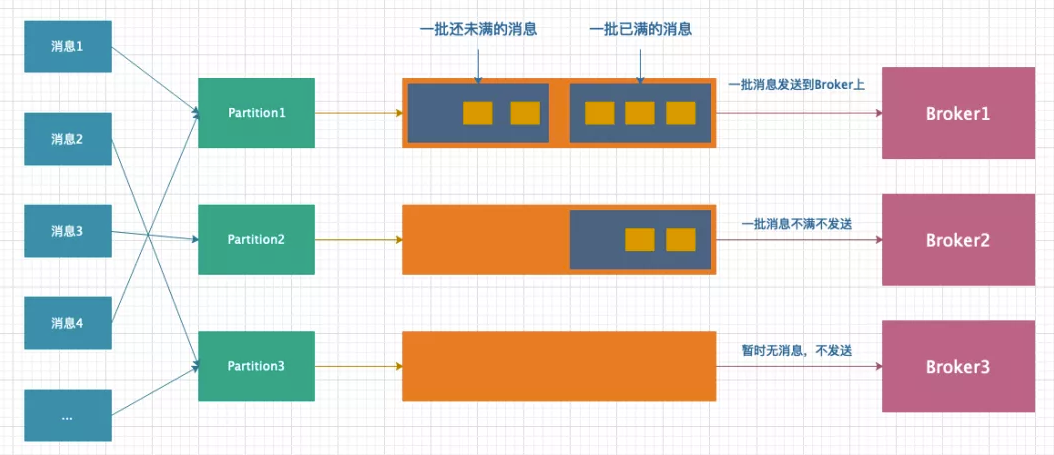 一批还未满的消息
一批已满的消息
消息1
消息2
消息3
消息4
...
Partition1
Partition2
Partition3
一批消息发送到Broker上
一批消息不满不发送
暂时无消息，不发送
Broker1
Broker2
Broker3